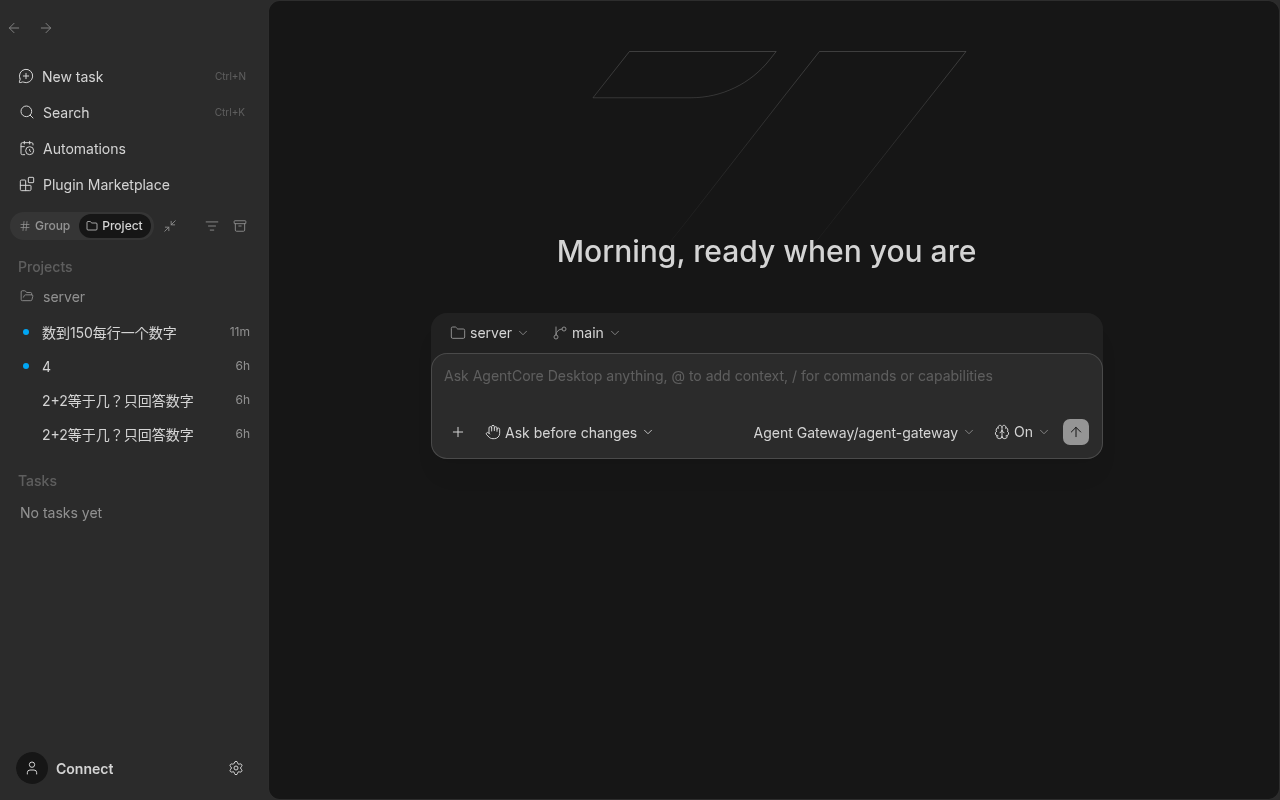 New task Ctrl+N
Search Ctrl+K
Automations
Plugin Marketplace
Group Project
Projects
server
数到150每行一个数字 11m
4 6h
2+2等于几？只回答数字 6h
2+2等于几？只回答数字 6h
Tasks
No tasks yet
Connect
Morning, ready when you are
server main
Ask AgentCore Desktop anything, @ to add context, / for commands or capabilities
Ask before changes Agent Gateway/agent-gateway On